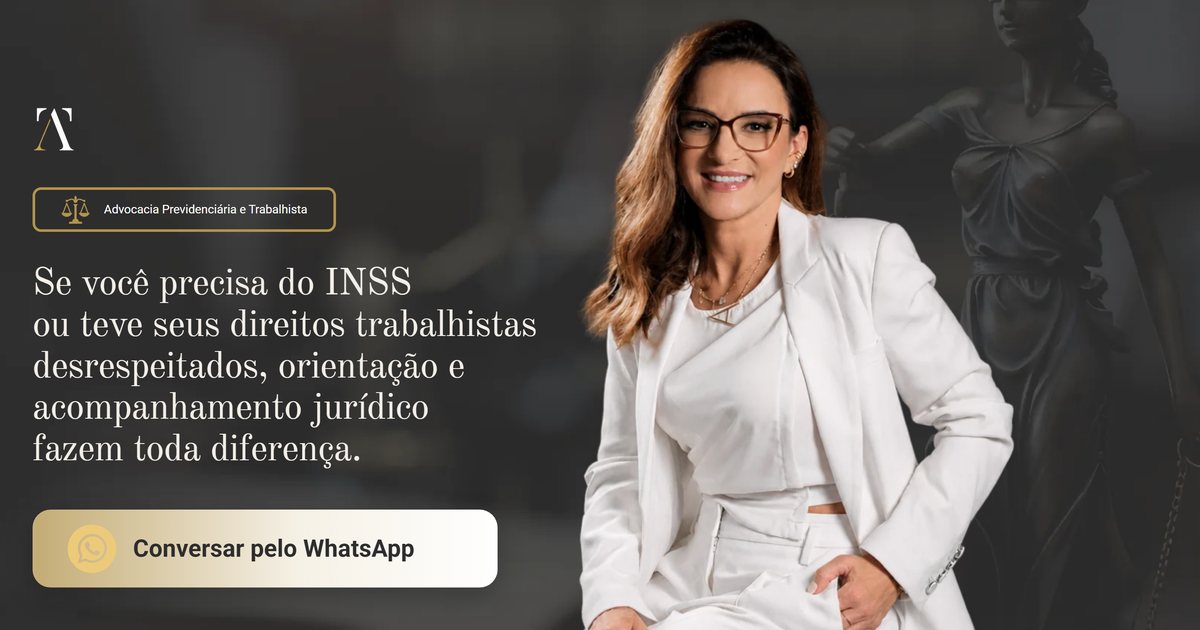 Advocacia Previdenciária e Trabalhista
Se você precisa do INSS
ou teve seus direitos trabalhistas
desrespeitados, orientação e
acompanhamento jurídico
fazem toda diferença.
Conversar pelo WhatsApp